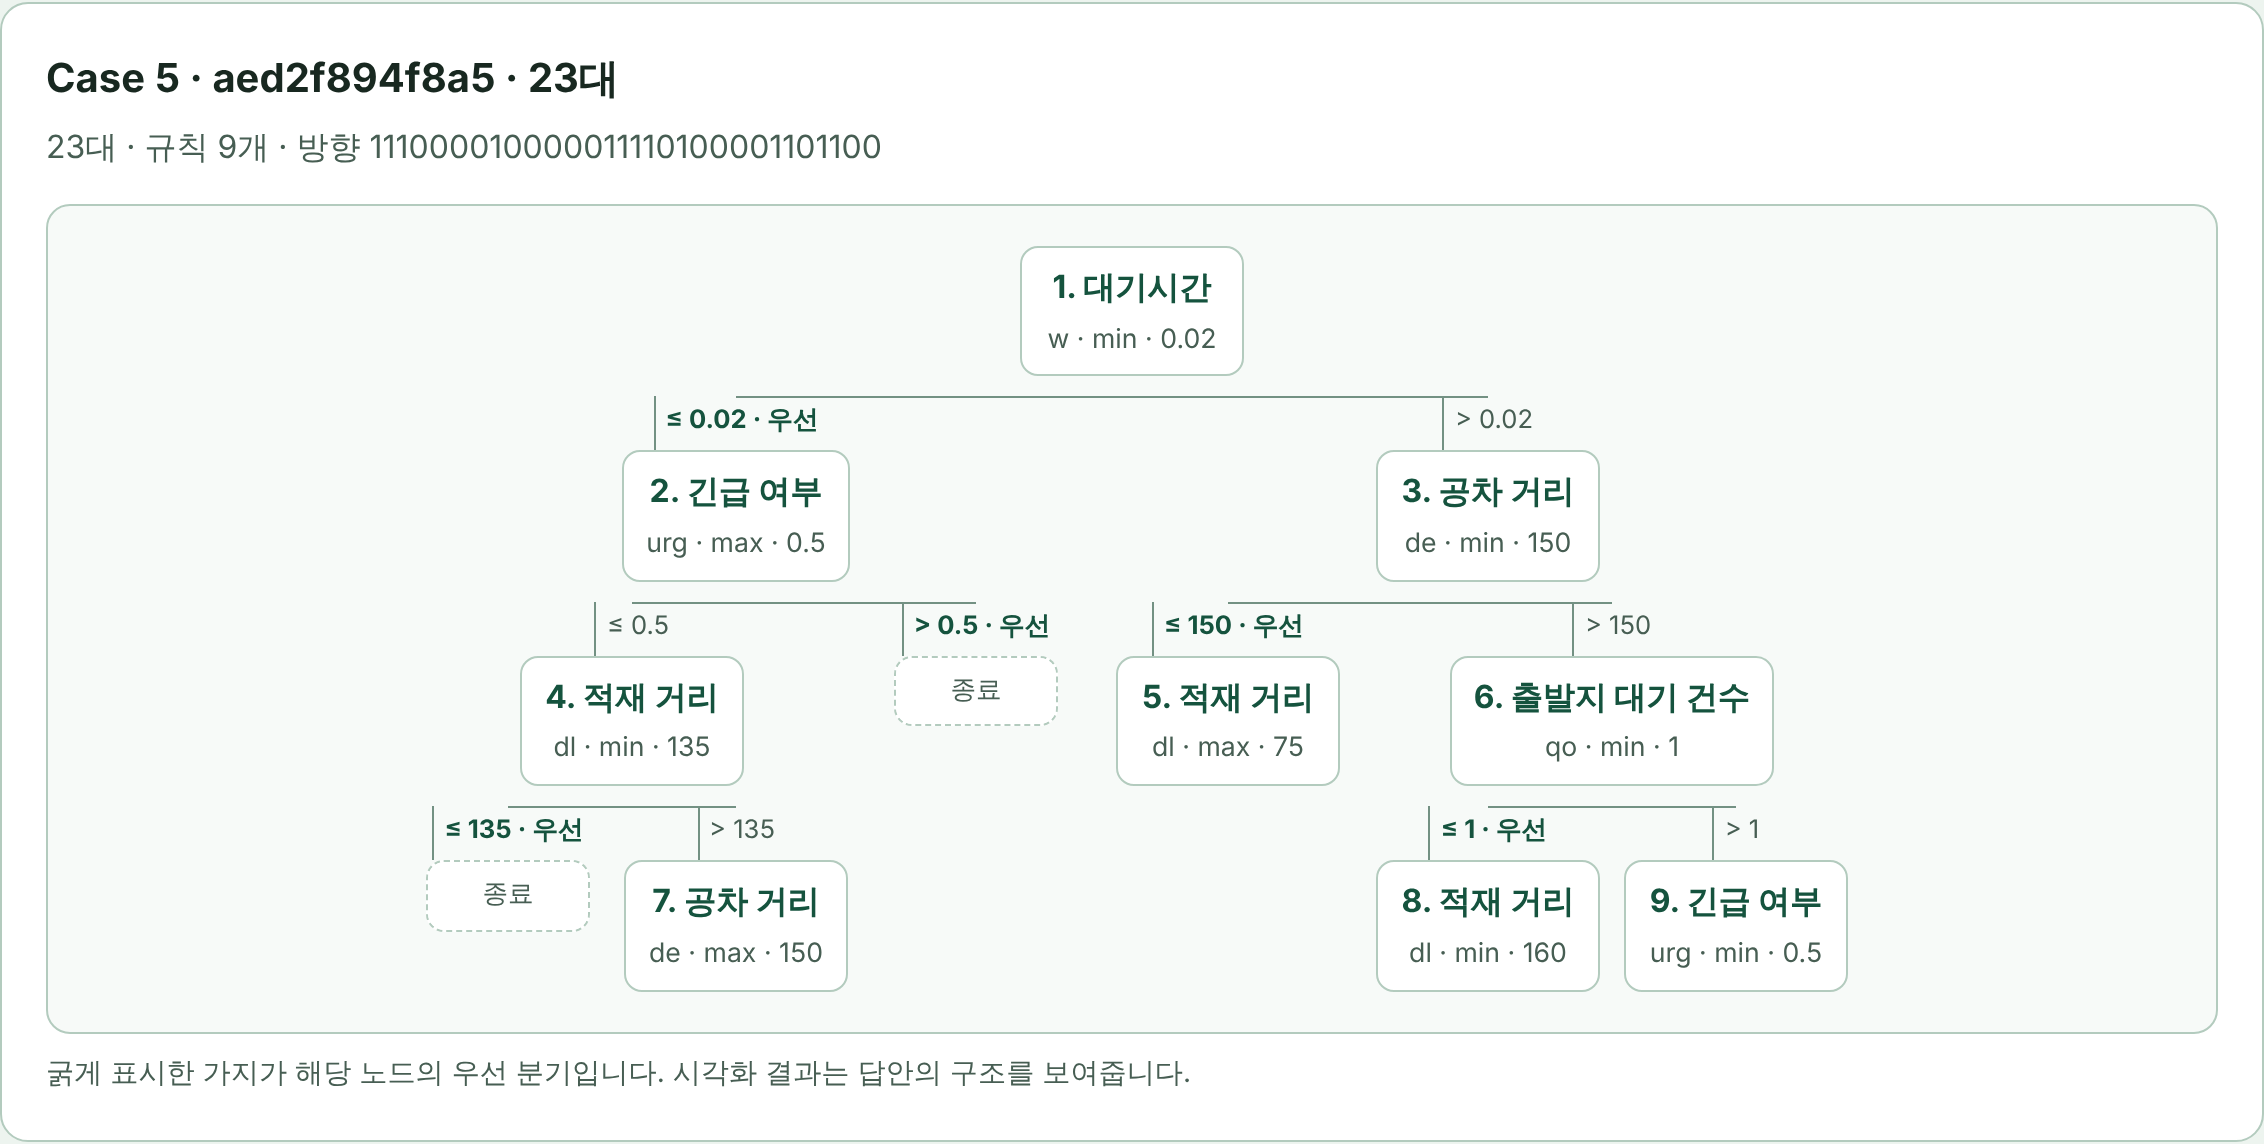 Case 5 · aed2f894f8a5 · 23대
23대 · 규칙 9개 · 방향 111000010000011110100001101100
1. 대기시간
w · min · 0.02
≤ 0.02 · 우선
> 0.02
2. 긴급 여부
urg · max · 0.5
3. 공차 거리
de · min · 150
≤ 0.5
> 0.5 · 우선
≤ 150 · 우선
> 150
4. 적재 거리
dl · min · 135
종료
5. 적재 거리
dl · max · 75
6. 출발지 대기 건수
qo · min · 1
≤ 135 · 우선
> 135
≤ 1 · 우선
> 1
종료
7. 공차 거리
de · max · 150
8. 적재 거리
dl · min · 160
9. 긴급 여부
urg · min · 0.5
굵게 표시한 가지가 해당 노드의 우선 분기입니다. 시각화 결과는 답안의 구조를 보여줍니다.